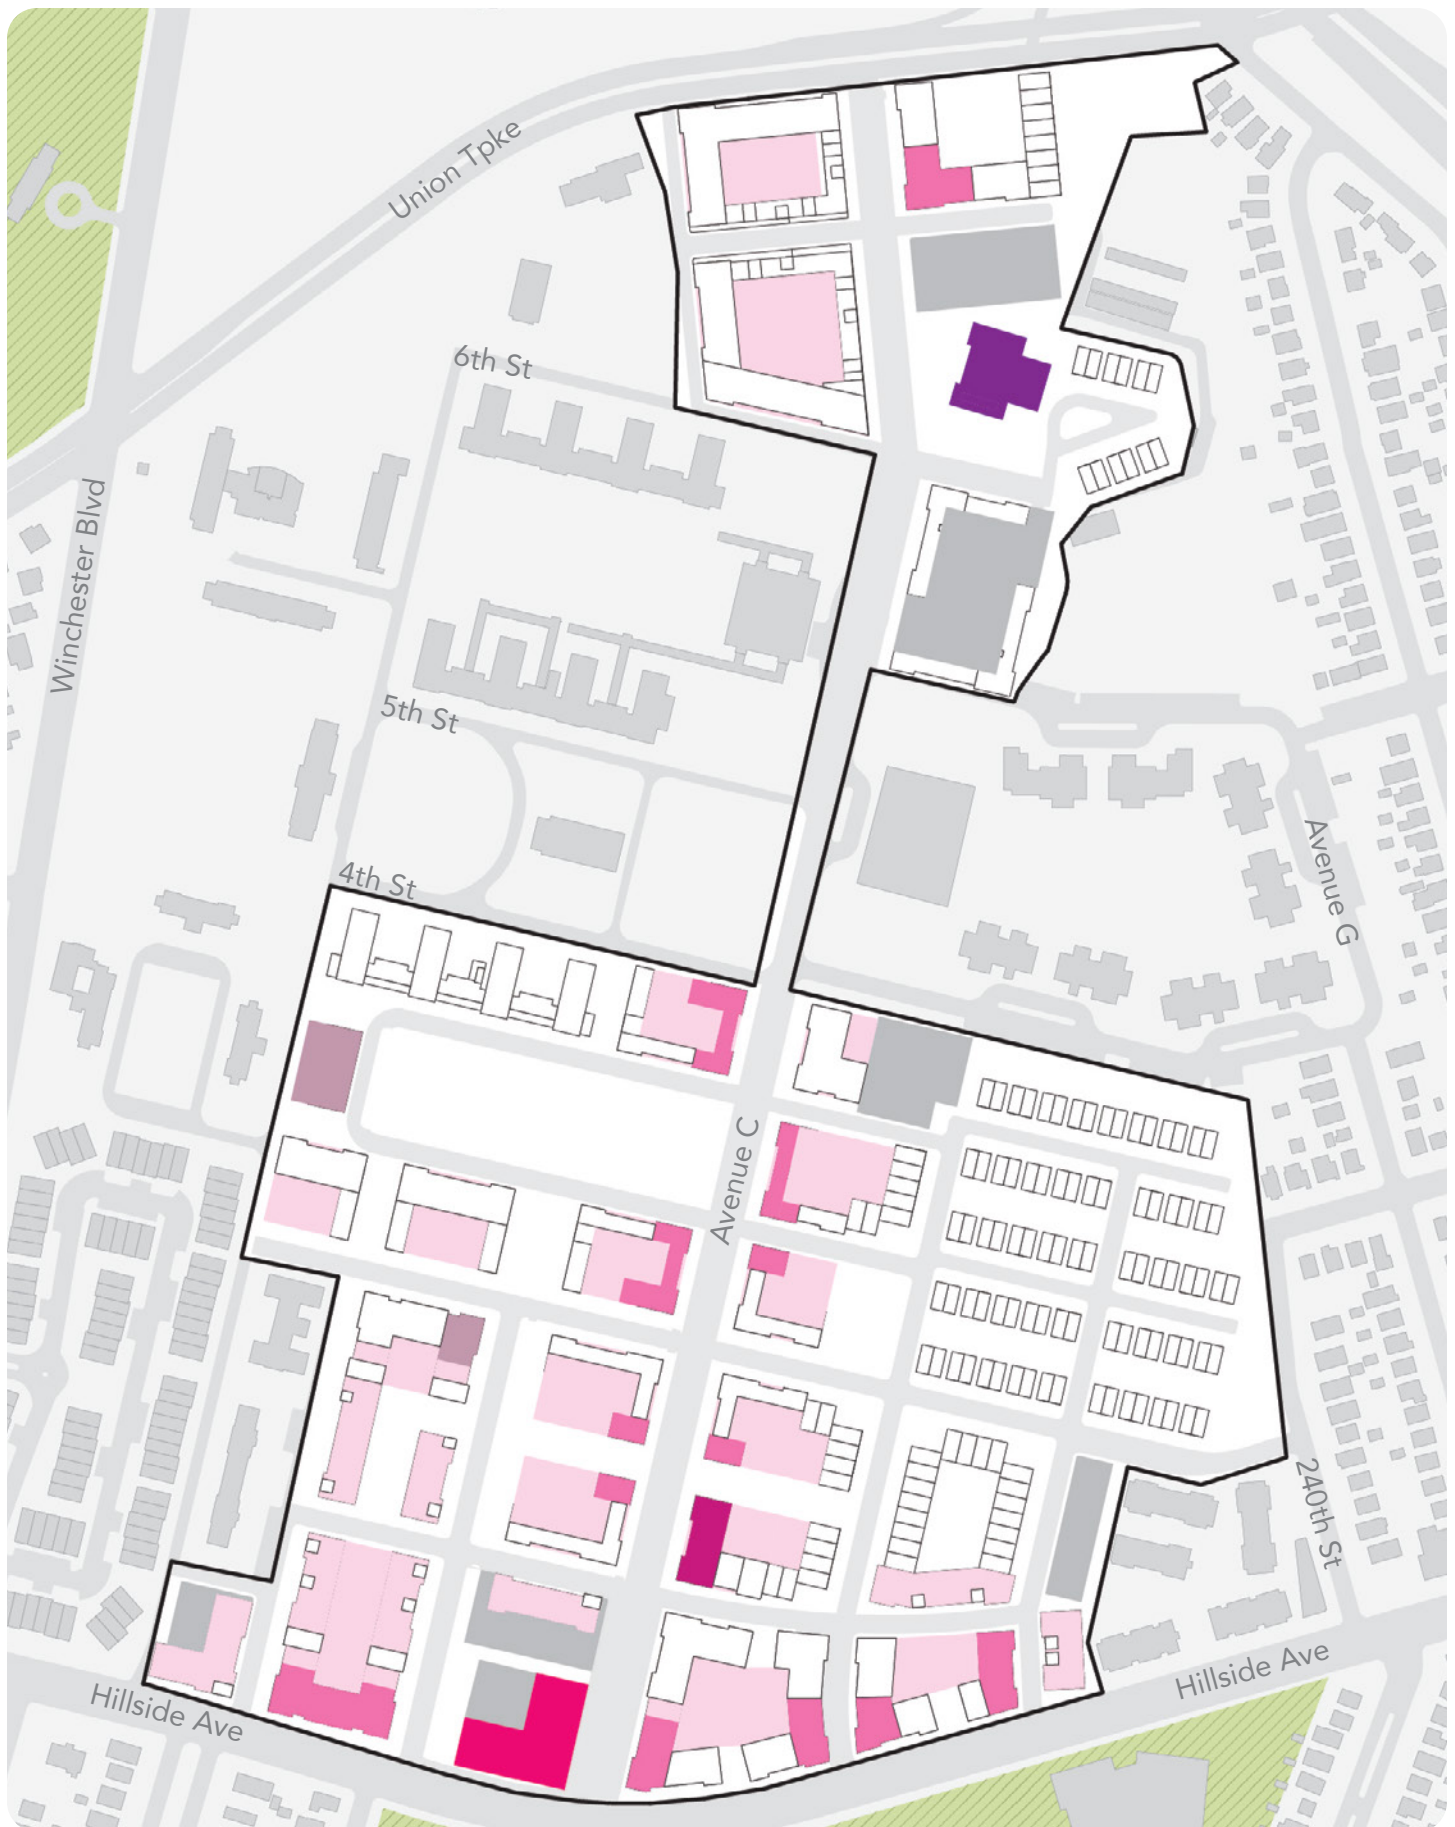 Union Tpke
6th St
Winchester Blvd
5th St
4th St
Avenue G
Avenue C
240th St
Hillside Ave
Hillside Ave